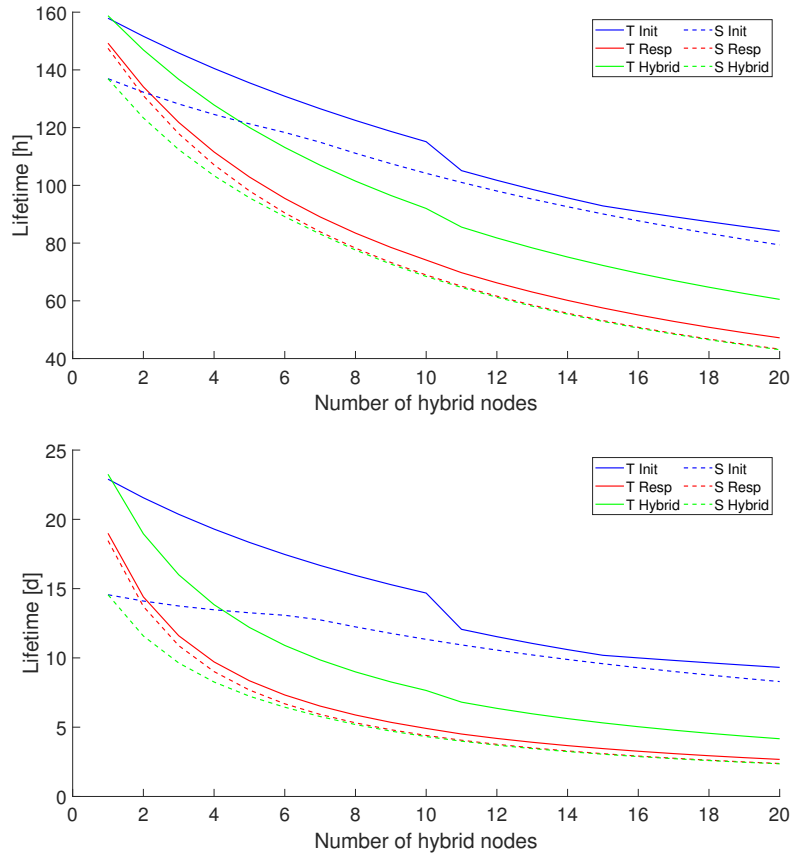 160
140
120
100
80
60
40
Lifetime [h]
T Init
S Init
T Resp
S Resp
T Hybrid
S Hybrid
0 2 4 6 8 10 12 14 16 18 20
Number of hybrid nodes
25
20
15
10
5
0
Lifetime [d]
T Init
S Init
T Resp
S Resp
T Hybrid
S Hybrid
0 2 4 6 8 10 12 14 16 18 20
Number of hybrid nodes